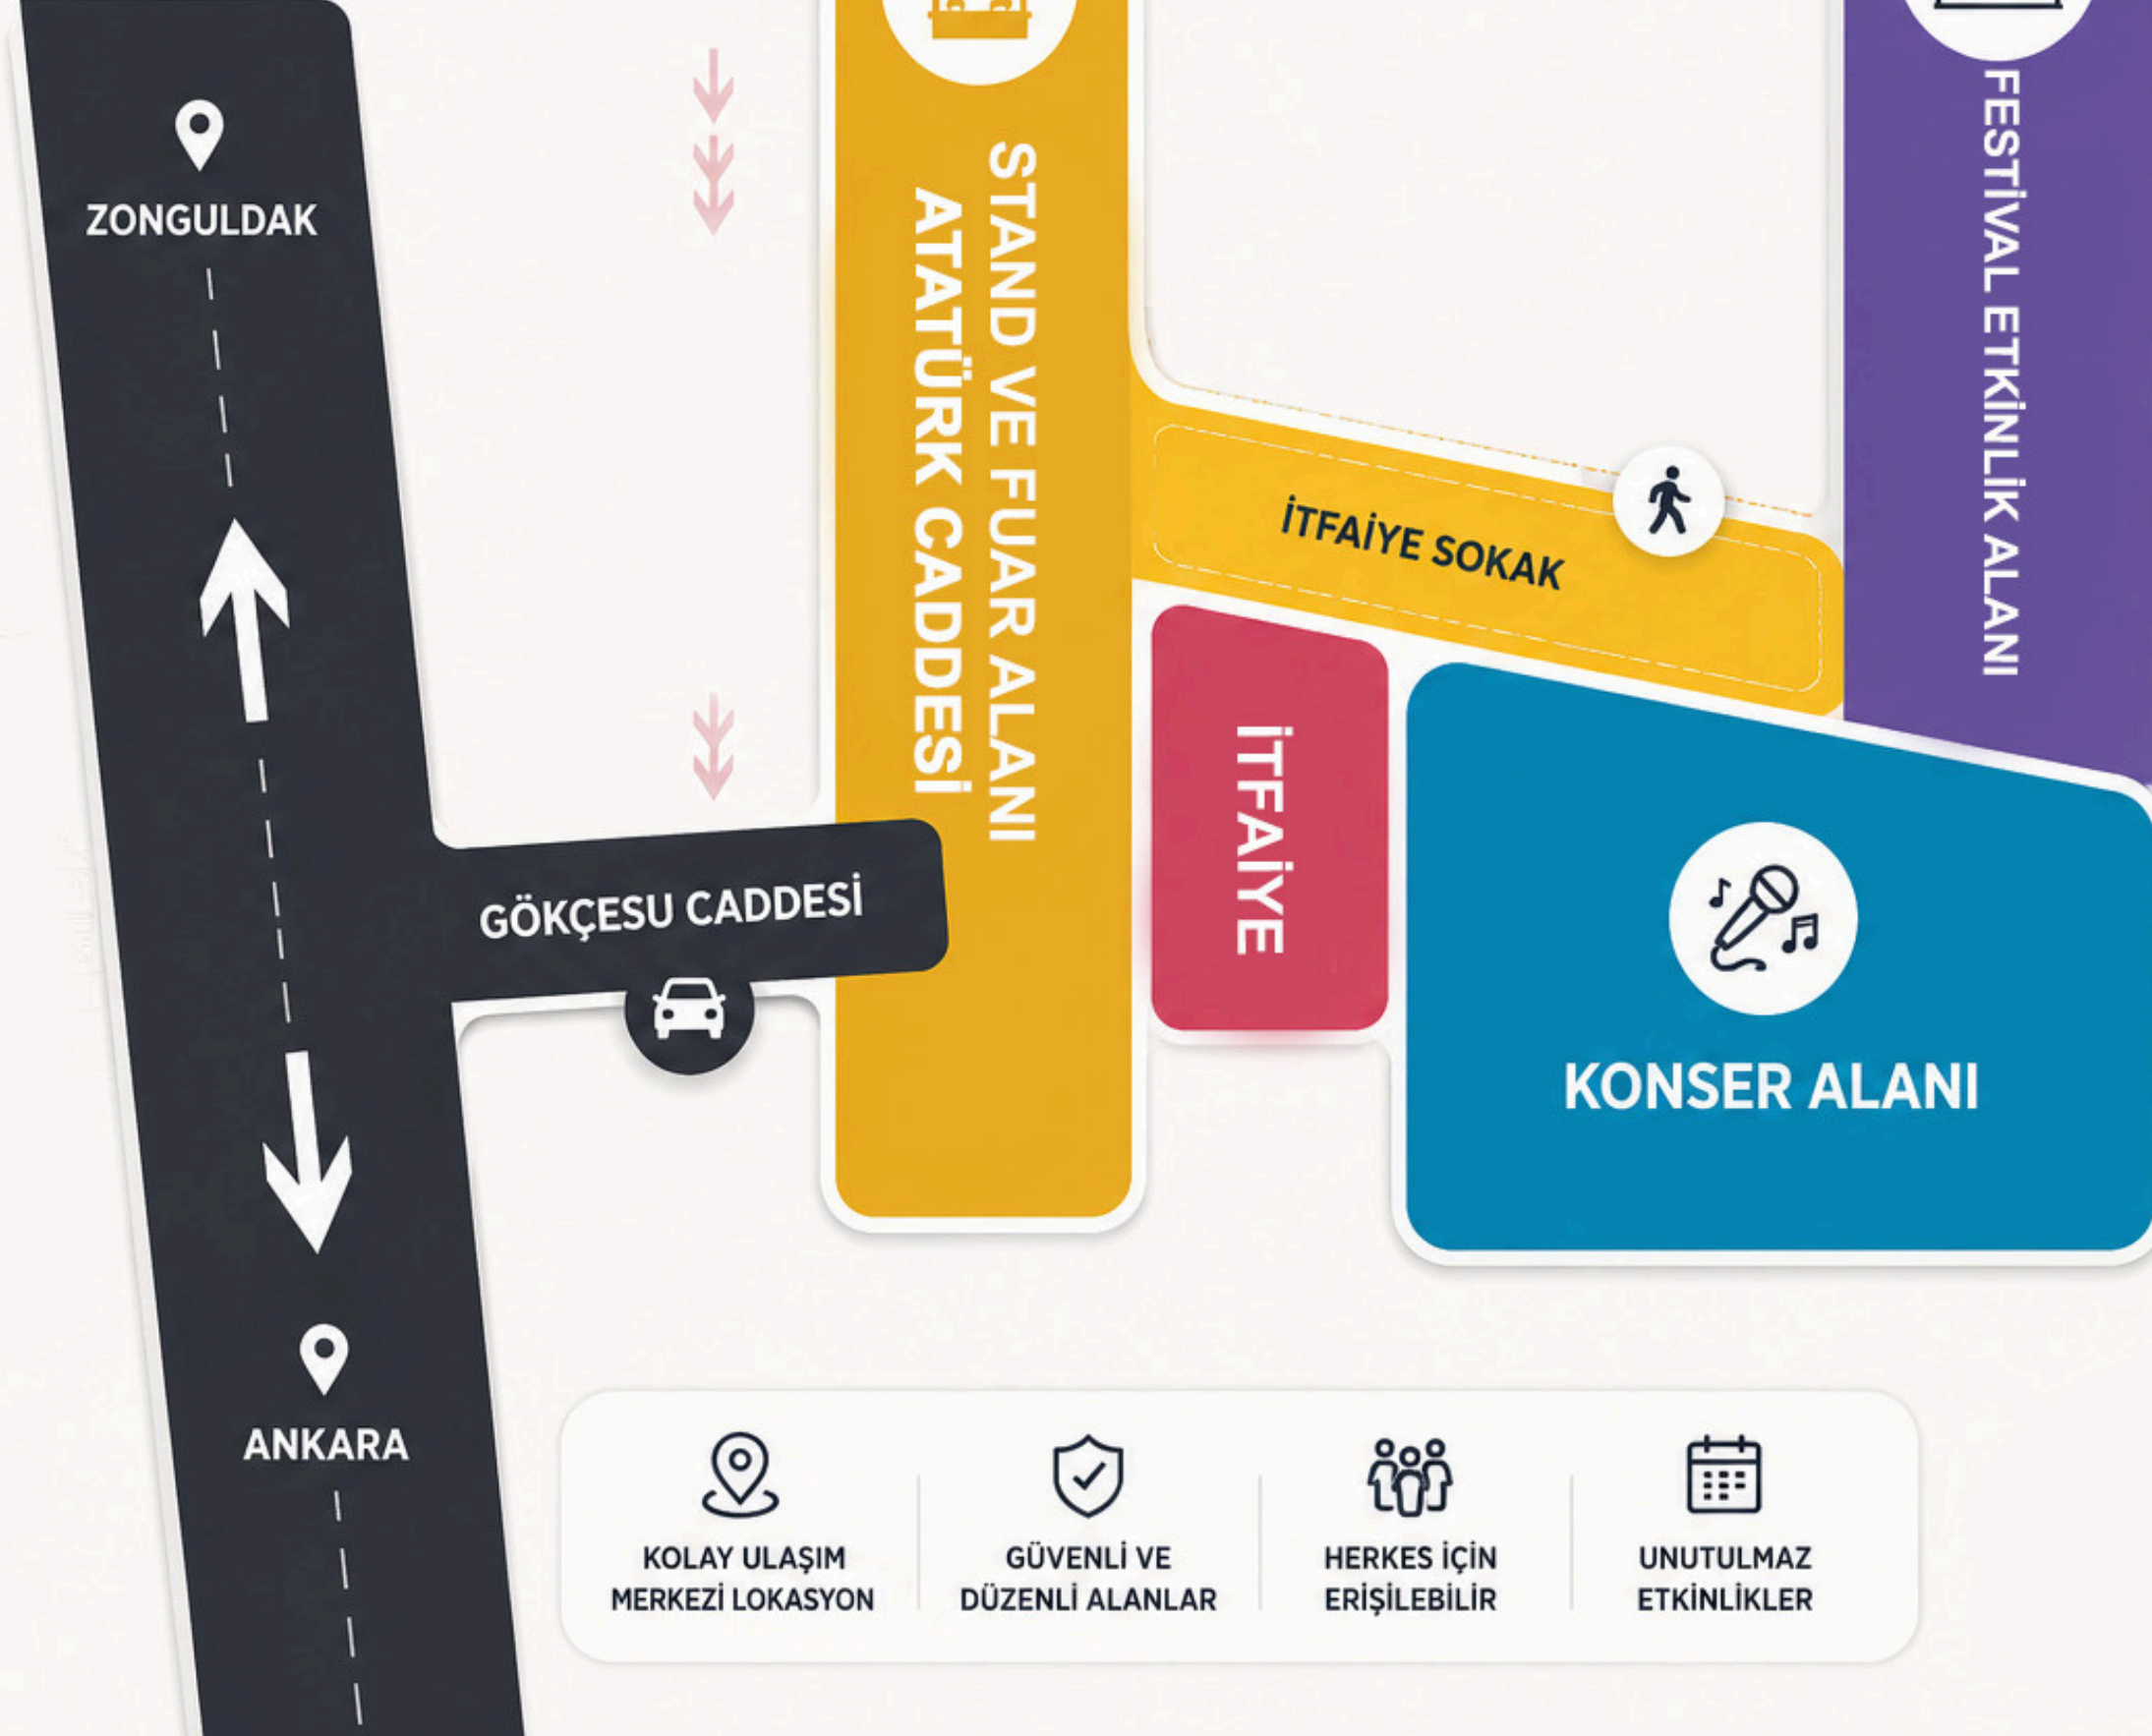 ZONGULDAK
STAND VE FUAR ALANI
ATATÜRK CADDESİ
FESTİVAL ETKİNLİK ALANI
İTFAİYE SOKAK
İTFAİYE
GÖKÇESU CADDESİ
KONSER ALANI
ANKARA
KOLAY ULAŞIM
MERKEZİ LOKASYON
GÜVENLİ VE
DÜZENLİ ALANLAR
HERKES İÇİN
ERİŞİLEBİLİR
UNUTULMAZ
ETKİNLİKLER